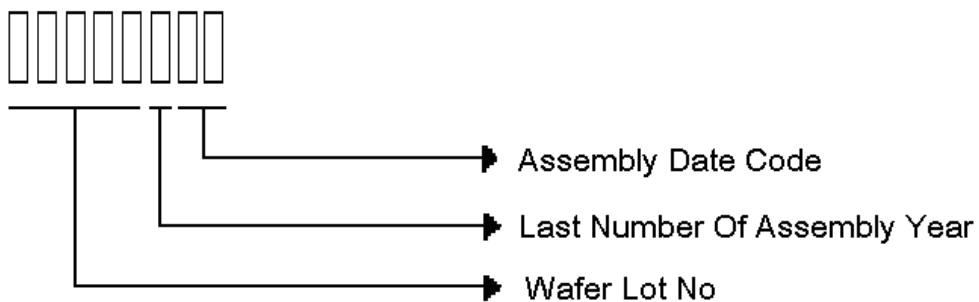 Assembly Date Code
Last Number Of Assembly Year
Wafer Lot No